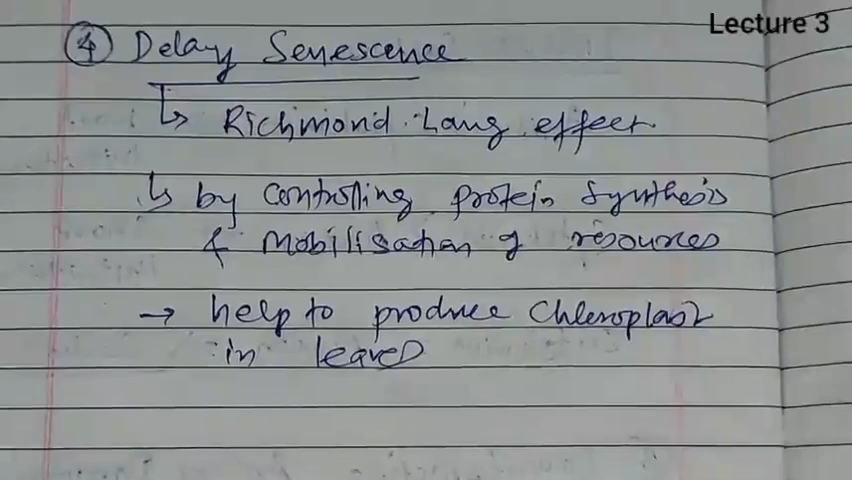 Lecture 3
④ Delay Senescence
↳ Richmond Lang effect.
↳ by controlling protein synthesis
& Mobilisation of resources
→ help to produce Chloroplast
in leaves